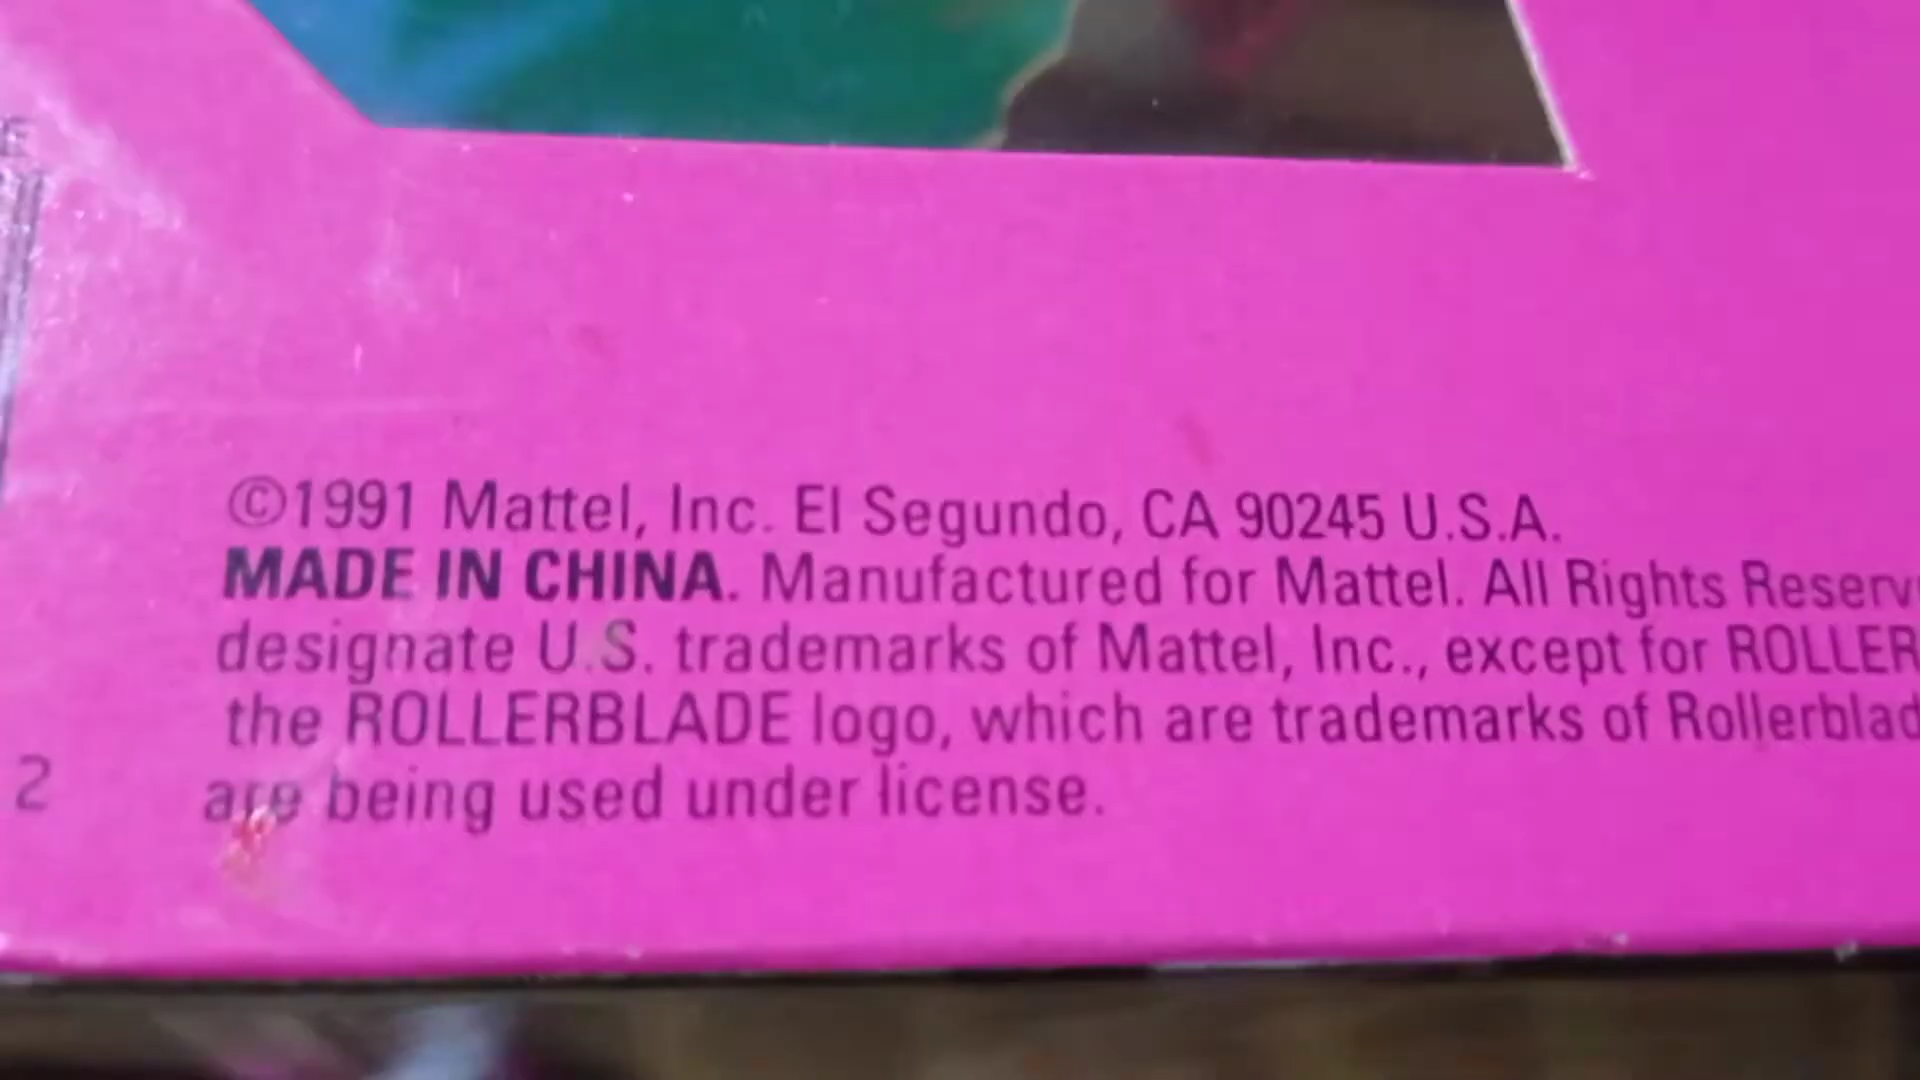 ©1991 Mattel, Inc. El Segundo, CA 90245 U.S.A.
MADE IN CHINA. Manufactured for Mattel. All Rights Reserv
designate U.S. trademarks of Mattel, Inc., except for ROLLER
the ROLLERBLADE logo, which are trademarks of Rollerblad
2 are being used under license.